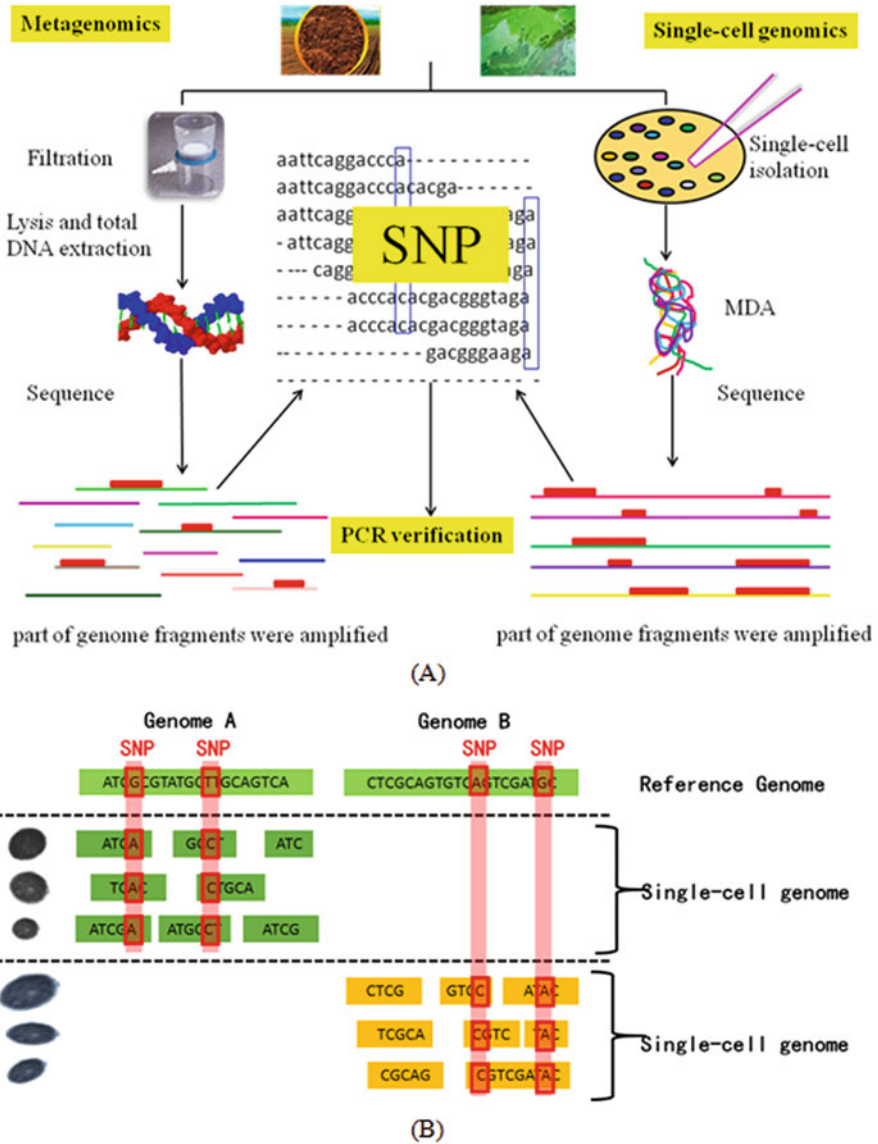 Metagenomics
Single-cell genomics
Filtration
Single-cell
isolation
Lysis and total
DNA extraction
MDA
Sequence
Sequence
aattcaggaccca- - - - - - - - - -
aattcaggacccacacga- - - - - -
aattcagg
aga
SNP
- attcagg
aga
- --- cagg
aga
- - - - - - acccacacgacgggtaga
- - - - - - acccacacgacgggtaga
-- - - - - - - - - - - gacgggaaga
- - - - - - - - - - - - - - - - - - - - -
PCR verification
part of genome fragments were amplified
part of genome fragments were amplified
(A)
Genome A
Genome B
SNP
SNP
SNP
SNP
ATCGCGTATGCTTGCAGTCA
CTCGCAGTGTCAGTCGATGC
Reference Genome
ATCA
GCCT
ATC
TCAC
CTGCA
Single-cell genome
ATCGA
ATGCCT
ATCG
CTCG
GTCC
ATAC
TCGCA
CGTC
TAC
Single-cell genome
CGCAG
CGTCGATAC
(B)